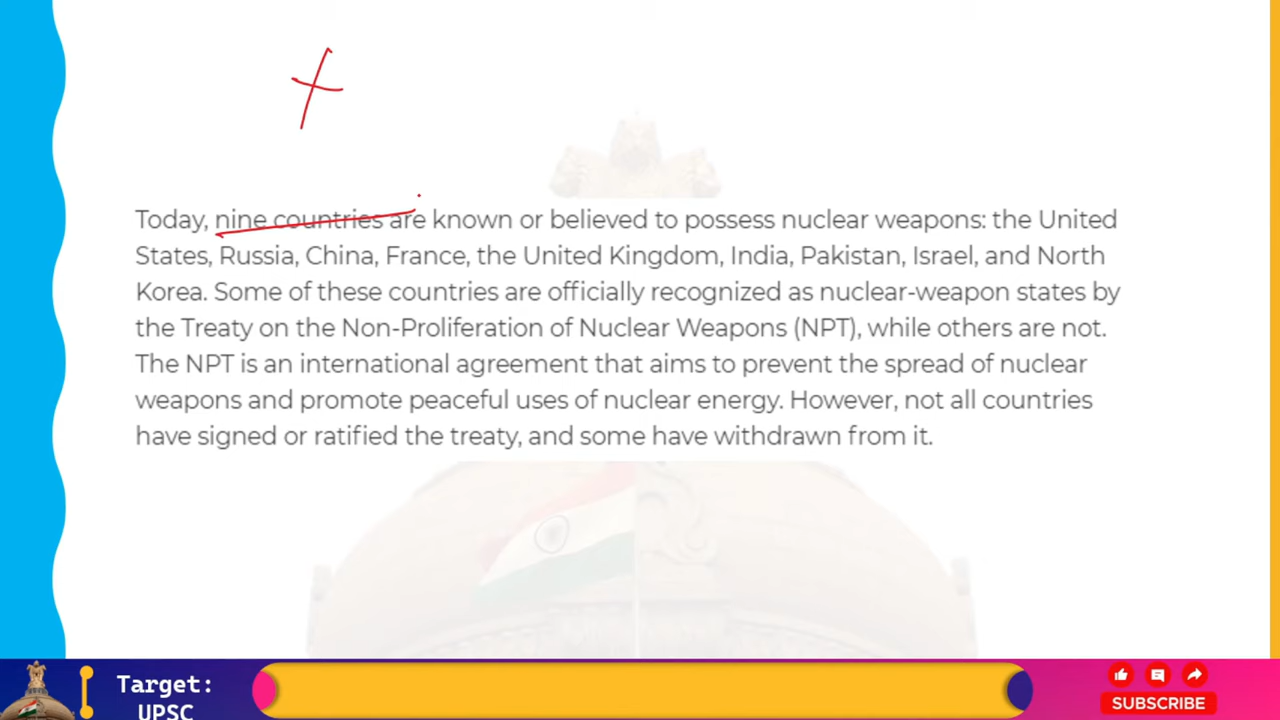 Today, nine countries are known or believed to possess nuclear weapons: the United
States, Russia, China, France, the United Kingdom, India, Pakistan, Israel, and North
Korea. Some of these countries are officially recognized as nuclear-weapon states by
the Treaty on the Non-Proliferation of Nuclear Weapons (NPT), while others are not.
The NPT is an international agreement that aims to prevent the spread of nuclear
weapons and promote peaceful uses of nuclear energy. However, not all countries
have signed or ratified the treaty, and some have withdrawn from it.
Target:
UPSC
SUBSCRIBE